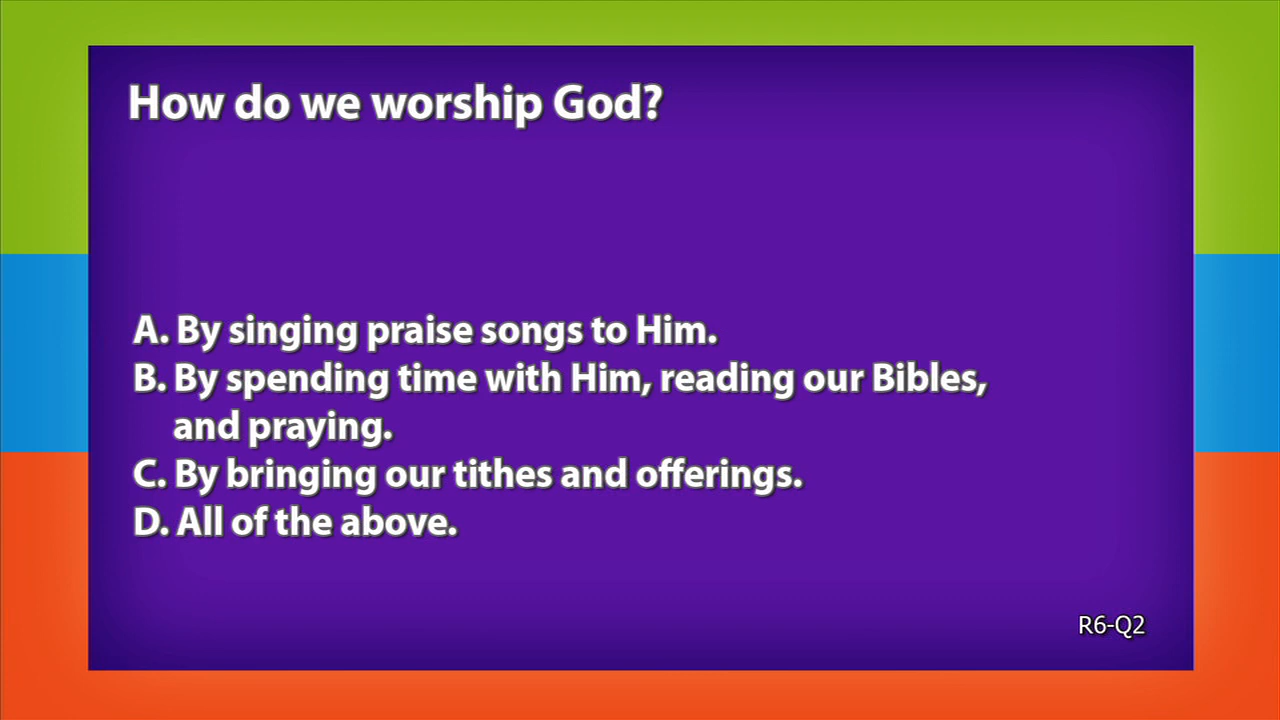 How do we worship God?
A. By singing praise songs to Him.
B. By spending time with Him, reading our Bibles,
and praying.
C. By bringing our tithes and offerings.
D. All of the above.
R6-Q2